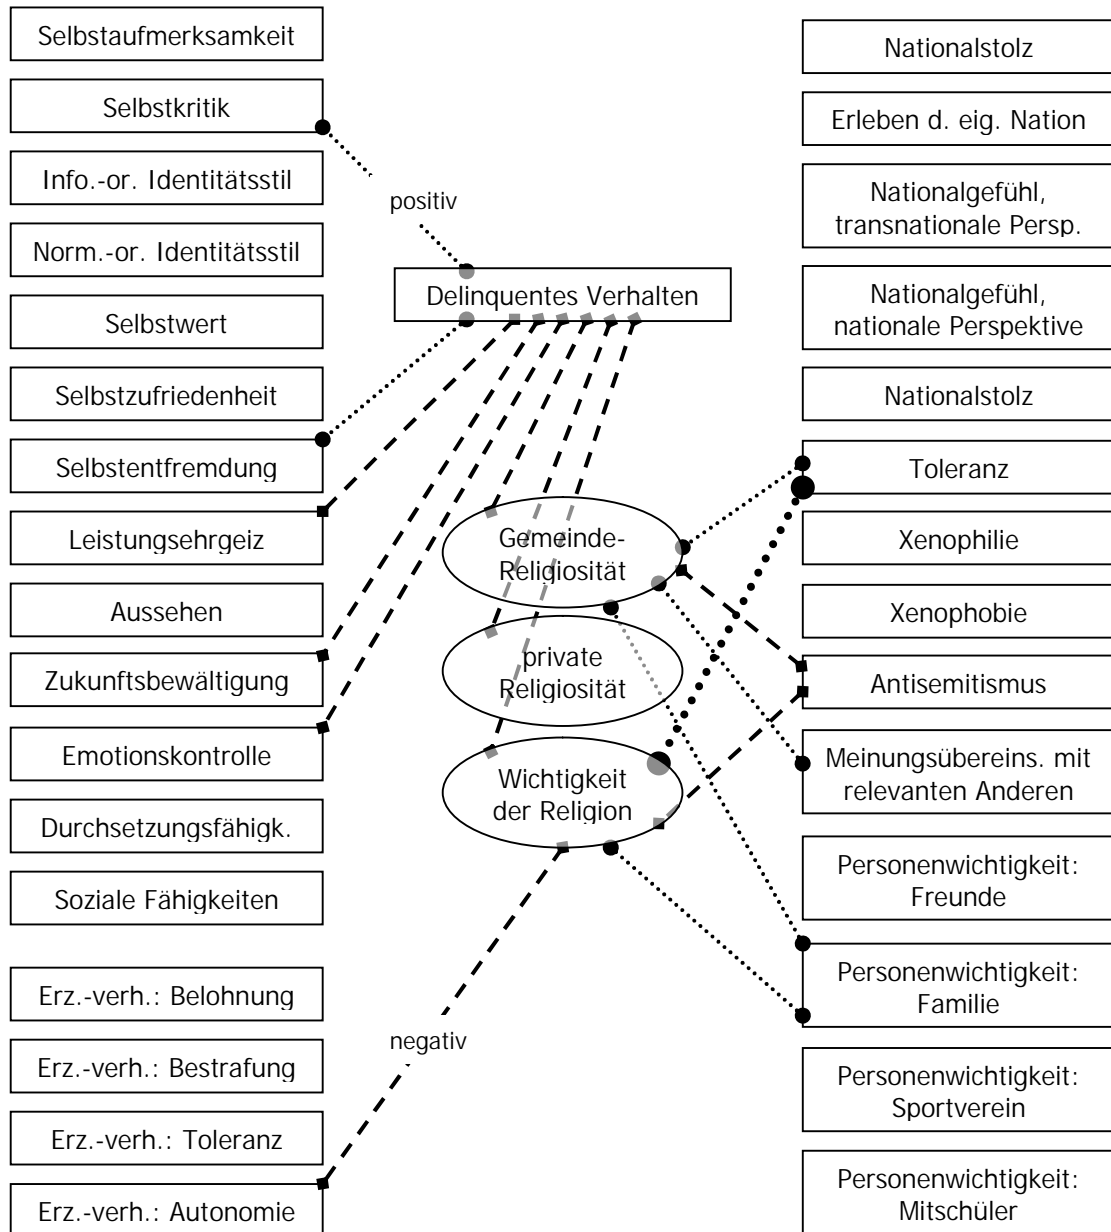 Selbstaufmerksamkeit
Selbstkritik
Info.-or. Identitätsstil
Norm.-or. Identitätsstil
Selbstwert
Selbstzufriedenheit
Selbstentfremdung
Leistungsehrgeiz
Aussehen
Zukunftsbewältigung
Emotionskontrolle
Durchsetzungsfähigk.
Soziale Fähigkeiten
Erz.-verh.: Belohnung
Erz.-verh.: Bestrafung
Erz.-verh.: Toleranz
Erz.-verh.: Autonomie
positiv
Delinquentes Verhalten
Gemeinde-
Religiosität
private
Religiosität
Wichtigkeit
der Religion
negativ
Nationalstolz
Erleben d. eig. Nation
Nationalgefühl,
transnationale Persp.
Nationalgefühl,
nationale Perspektive
Nationalstolz
Toleranz
Xenophilie
Xenophobie
Antisemitismus
Meinungsübereins. mit
relevanten Anderen
Personenwichtigkeit:
Freunde
Personenwichtigkeit:
Familie
Personenwichtigkeit:
Sportverein
Personenwichtigkeit:
Mitschüler